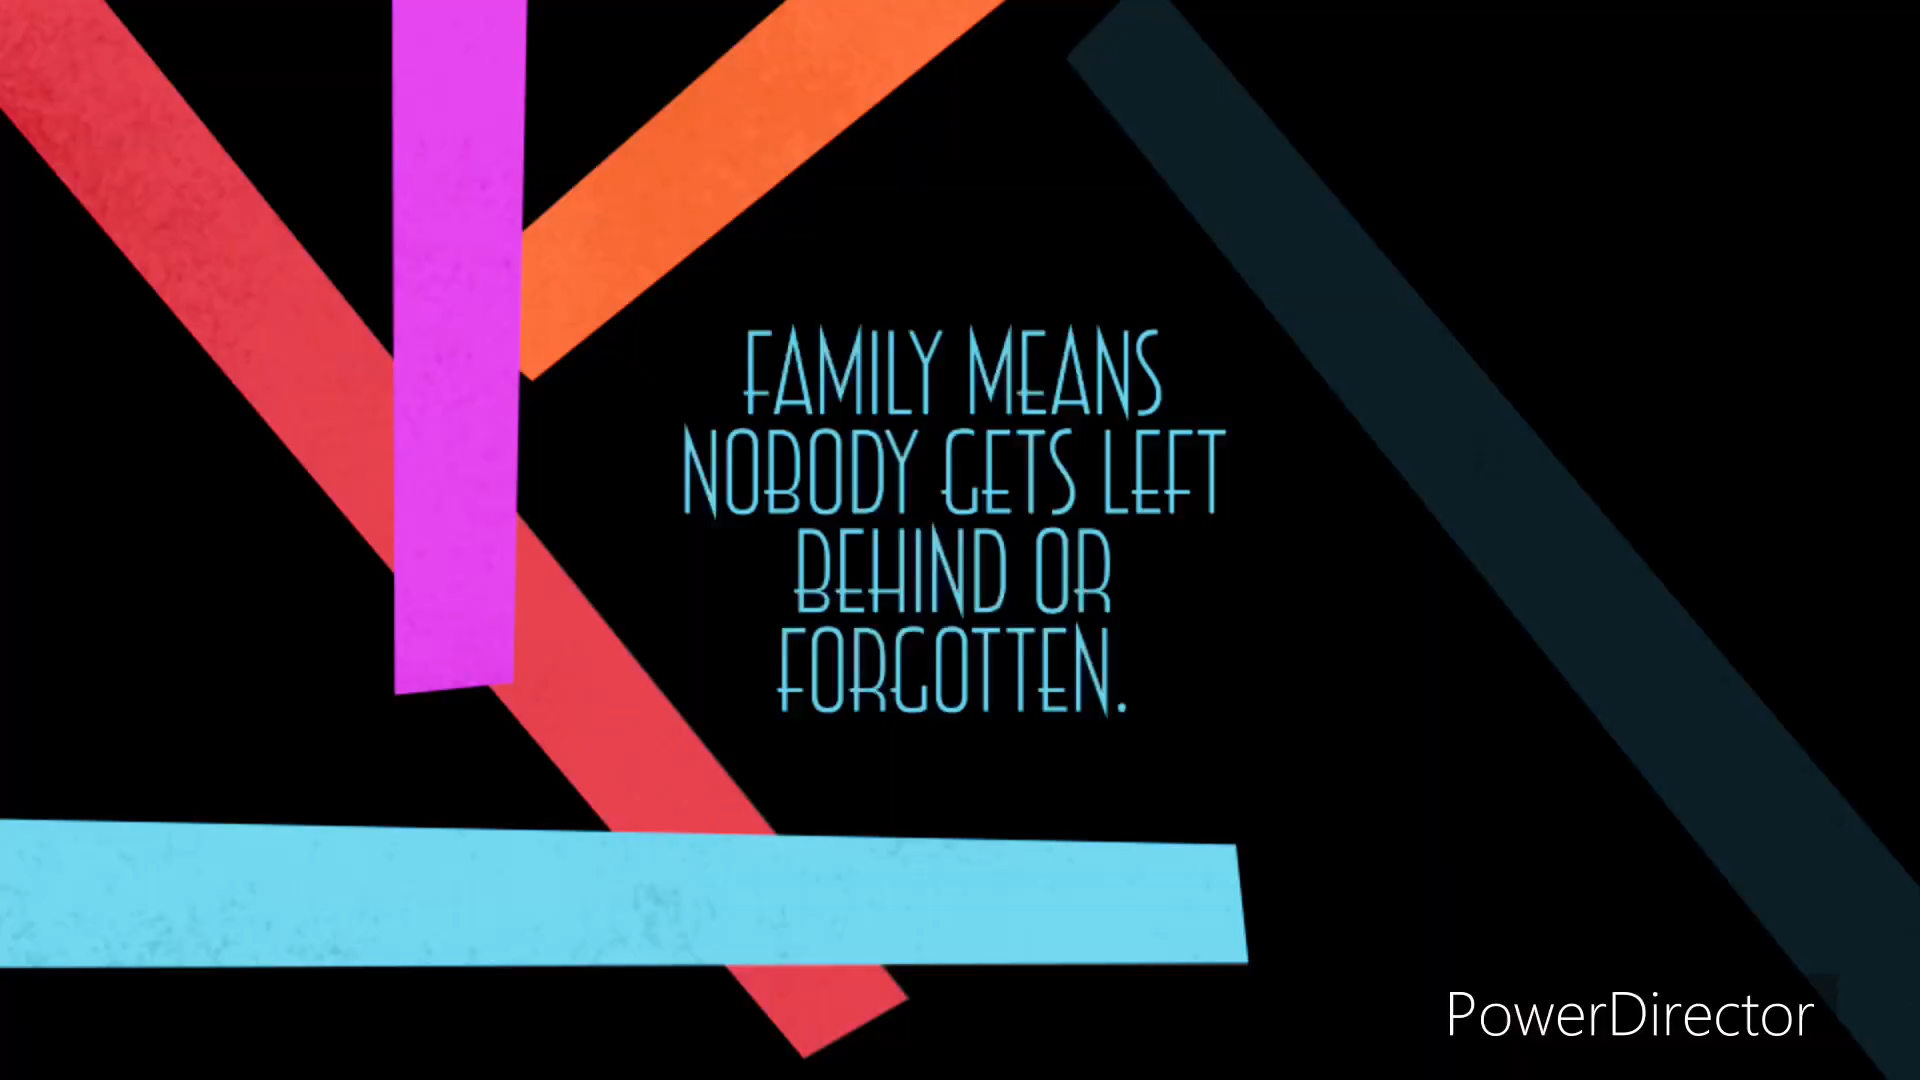 FAMILY MEANS
NOBODY GETS LEFT
BEHIND OR
FORGOTTEN.
PowerDirector